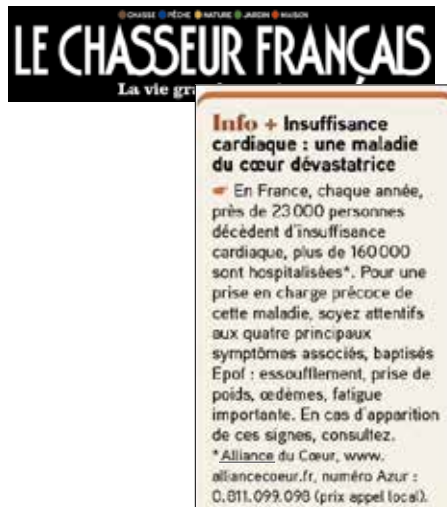 CHASSE PÊCHE NATURE JARDIN MAISON
LE CHASSEUR FRANÇAIS
La vie
Info + Insuffisance
cardiaque : une maladie
du cœur dévastatrice
En France, chaque année,
près de 23 000 personnes
décèdent d'insuffisance
cardiaque, plus de 160 000
sont hospitalisées*. Pour une
prise en charge précoce de
cette maladie, soyez attentifs
aux quatre principaux
symptômes associés, baptisés
Epof : essoufflement, prise de
poids, œdèmes, fatigue
importante. En cas d'apparition
de ces signes, consultez.
*Alliance du Cœur, www.
alliancecoeur.fr, numéro Azur :
0.811.099.098 (prix appel local).